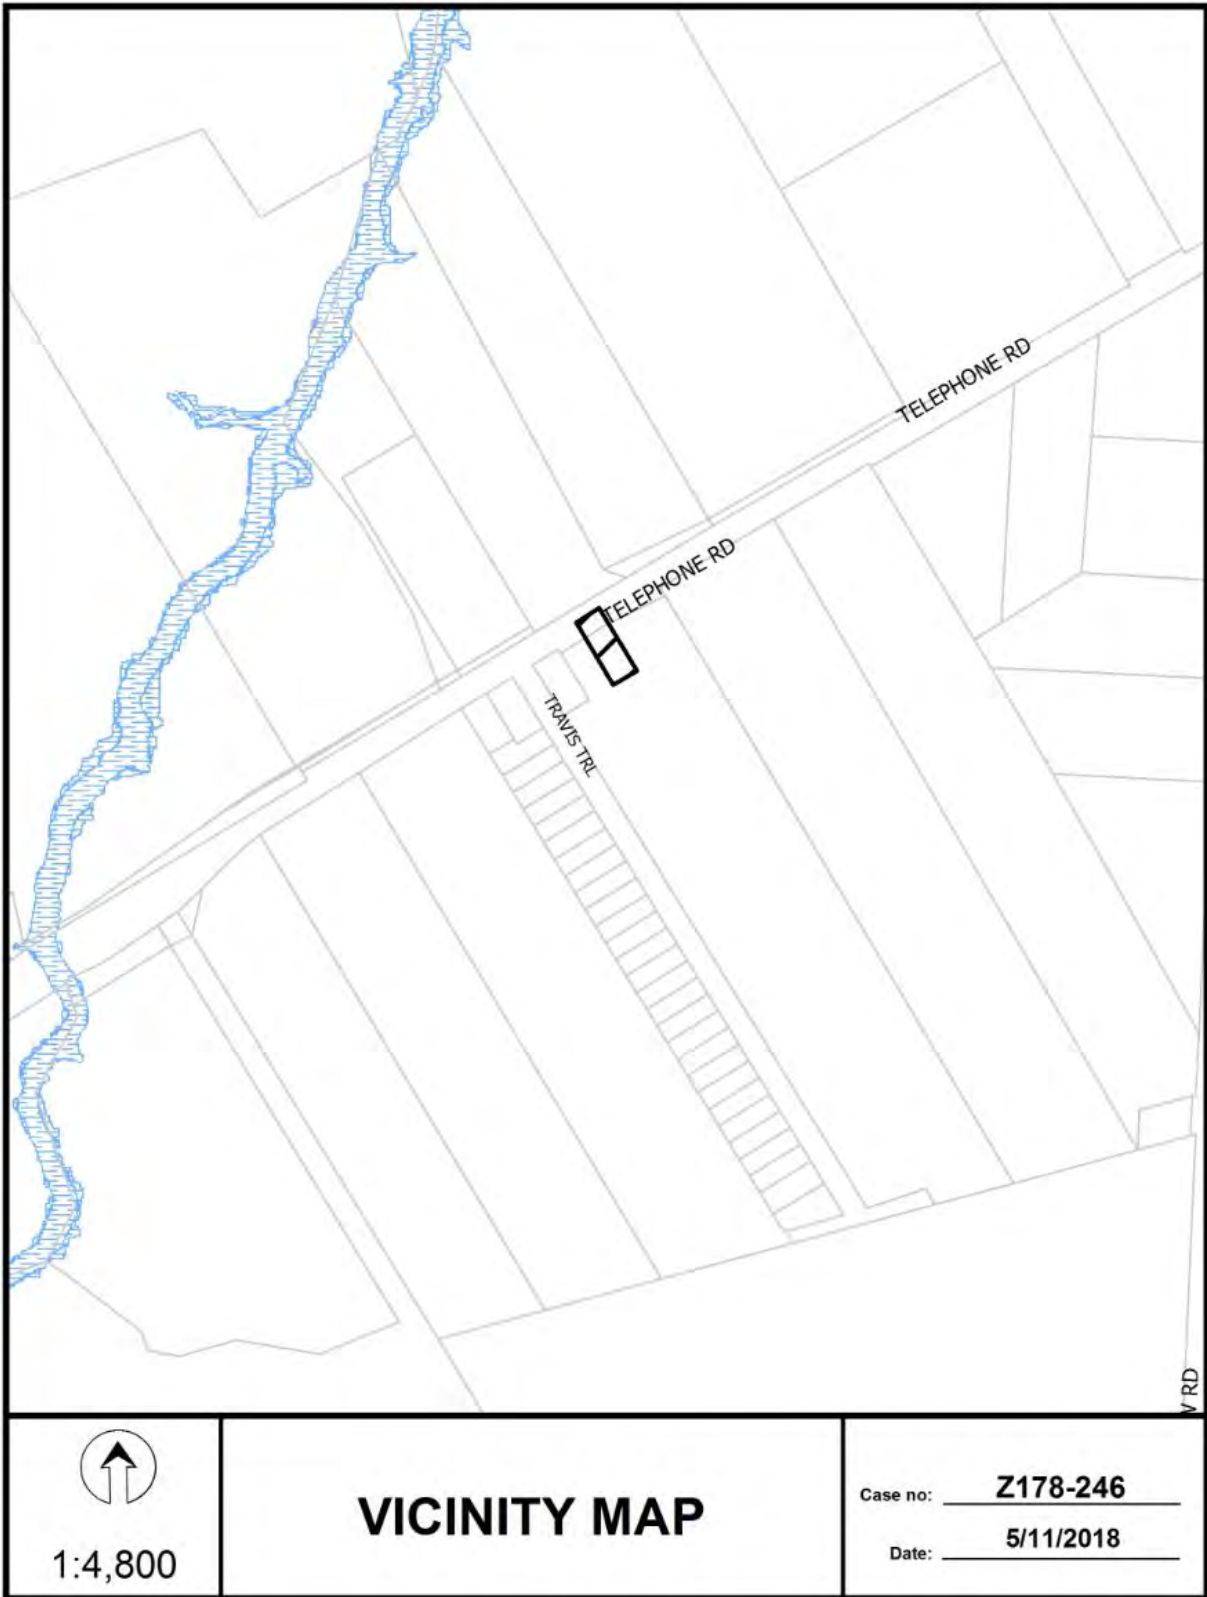 TELEPHONE RD
TELEPHONE RD
TRAVIS TRL
V RD
1:4,800
VICINITY MAP
Case no: Z178-246
Date: 5/11/2018